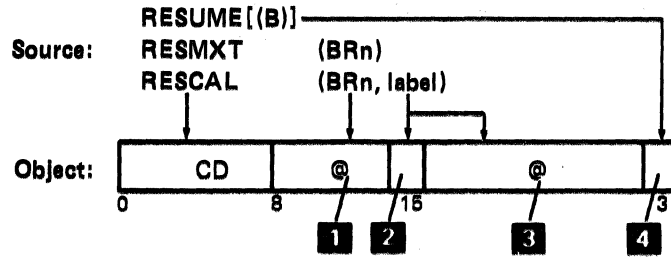 RESUME[(B)]
Source: RESMXT (BRn)
RESCAL (BRn, label)
Object: CD @ @
0 8 15 3
1 2 3 4